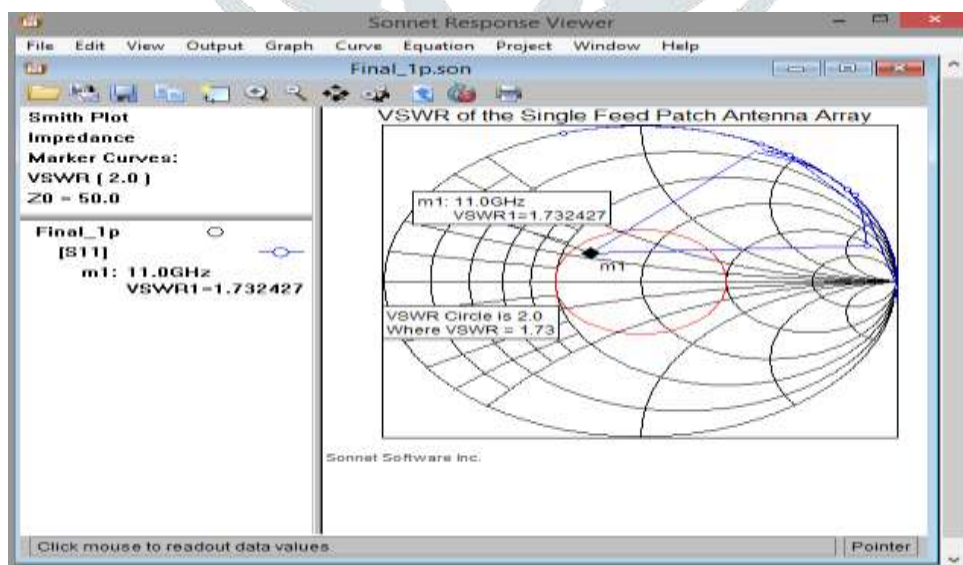 Sonnet Response Viewer
File Edit View Output Graph Curve Equation Project Window Help
Final_1p.son
Smith Plot
Impedance
Marker Curves:
VSWR ( 2.0 )
Z0 = 50.0
Final_1p
[S11]
m1: 11.0GHz
VSWR1=1.732427
VSWR of the Single Feed Patch Antenna Array
m1: 11.0GHz
VSWR1=1.732427
m1
VSWR Circle is 2.0
Where VSWR = 1.73
Sonnet Software Inc.
Click mouse to readout data values
Pointer